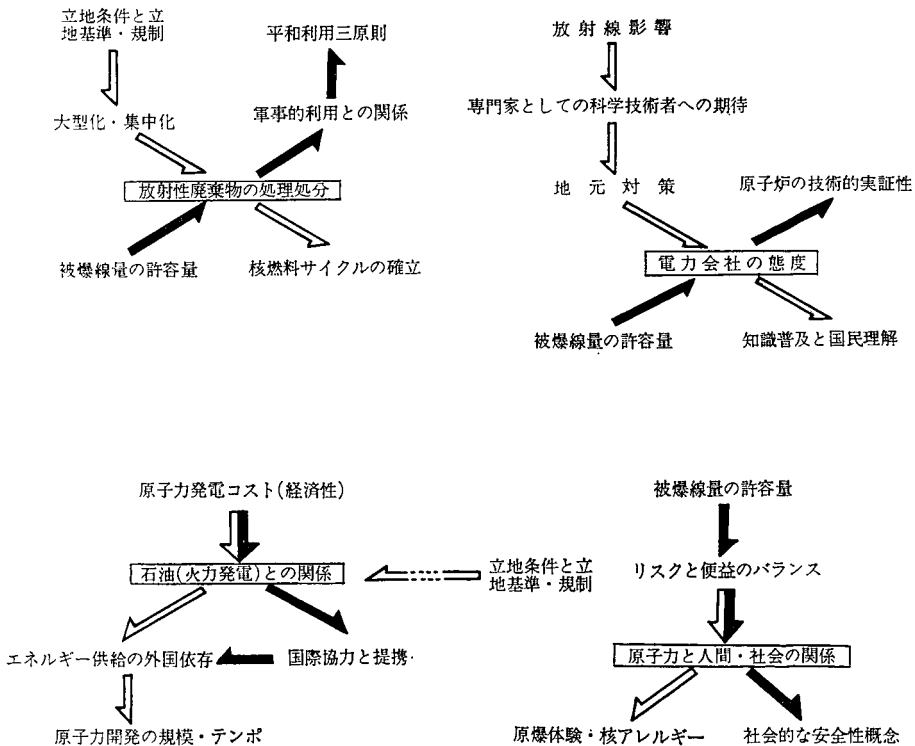 立地条件と立
地基準・規制
平和利用三原則
大型化・集中化
軍事的利用との関係
放射性廃棄物の処理処分
被爆線量の許容量
核燃料サイクルの確立
放射線影響
専門家としての科学技術者への期待
地元対策
原子炉の技術的実証性
電力会社の態度
被爆線量の許容量
知識普及と国民理解
原子力発電コスト(経済性)
石油(火力発電)との関係
立地条件と立
地基準・規制
エネルギー供給の外国依存
国際協力と提携
原子力開発の規模・テンポ
被爆線量の許容量
リスクと便益のバランス
原子力と人間・社会の関係
原爆体験・核アレルギー
社会的な安全性概念